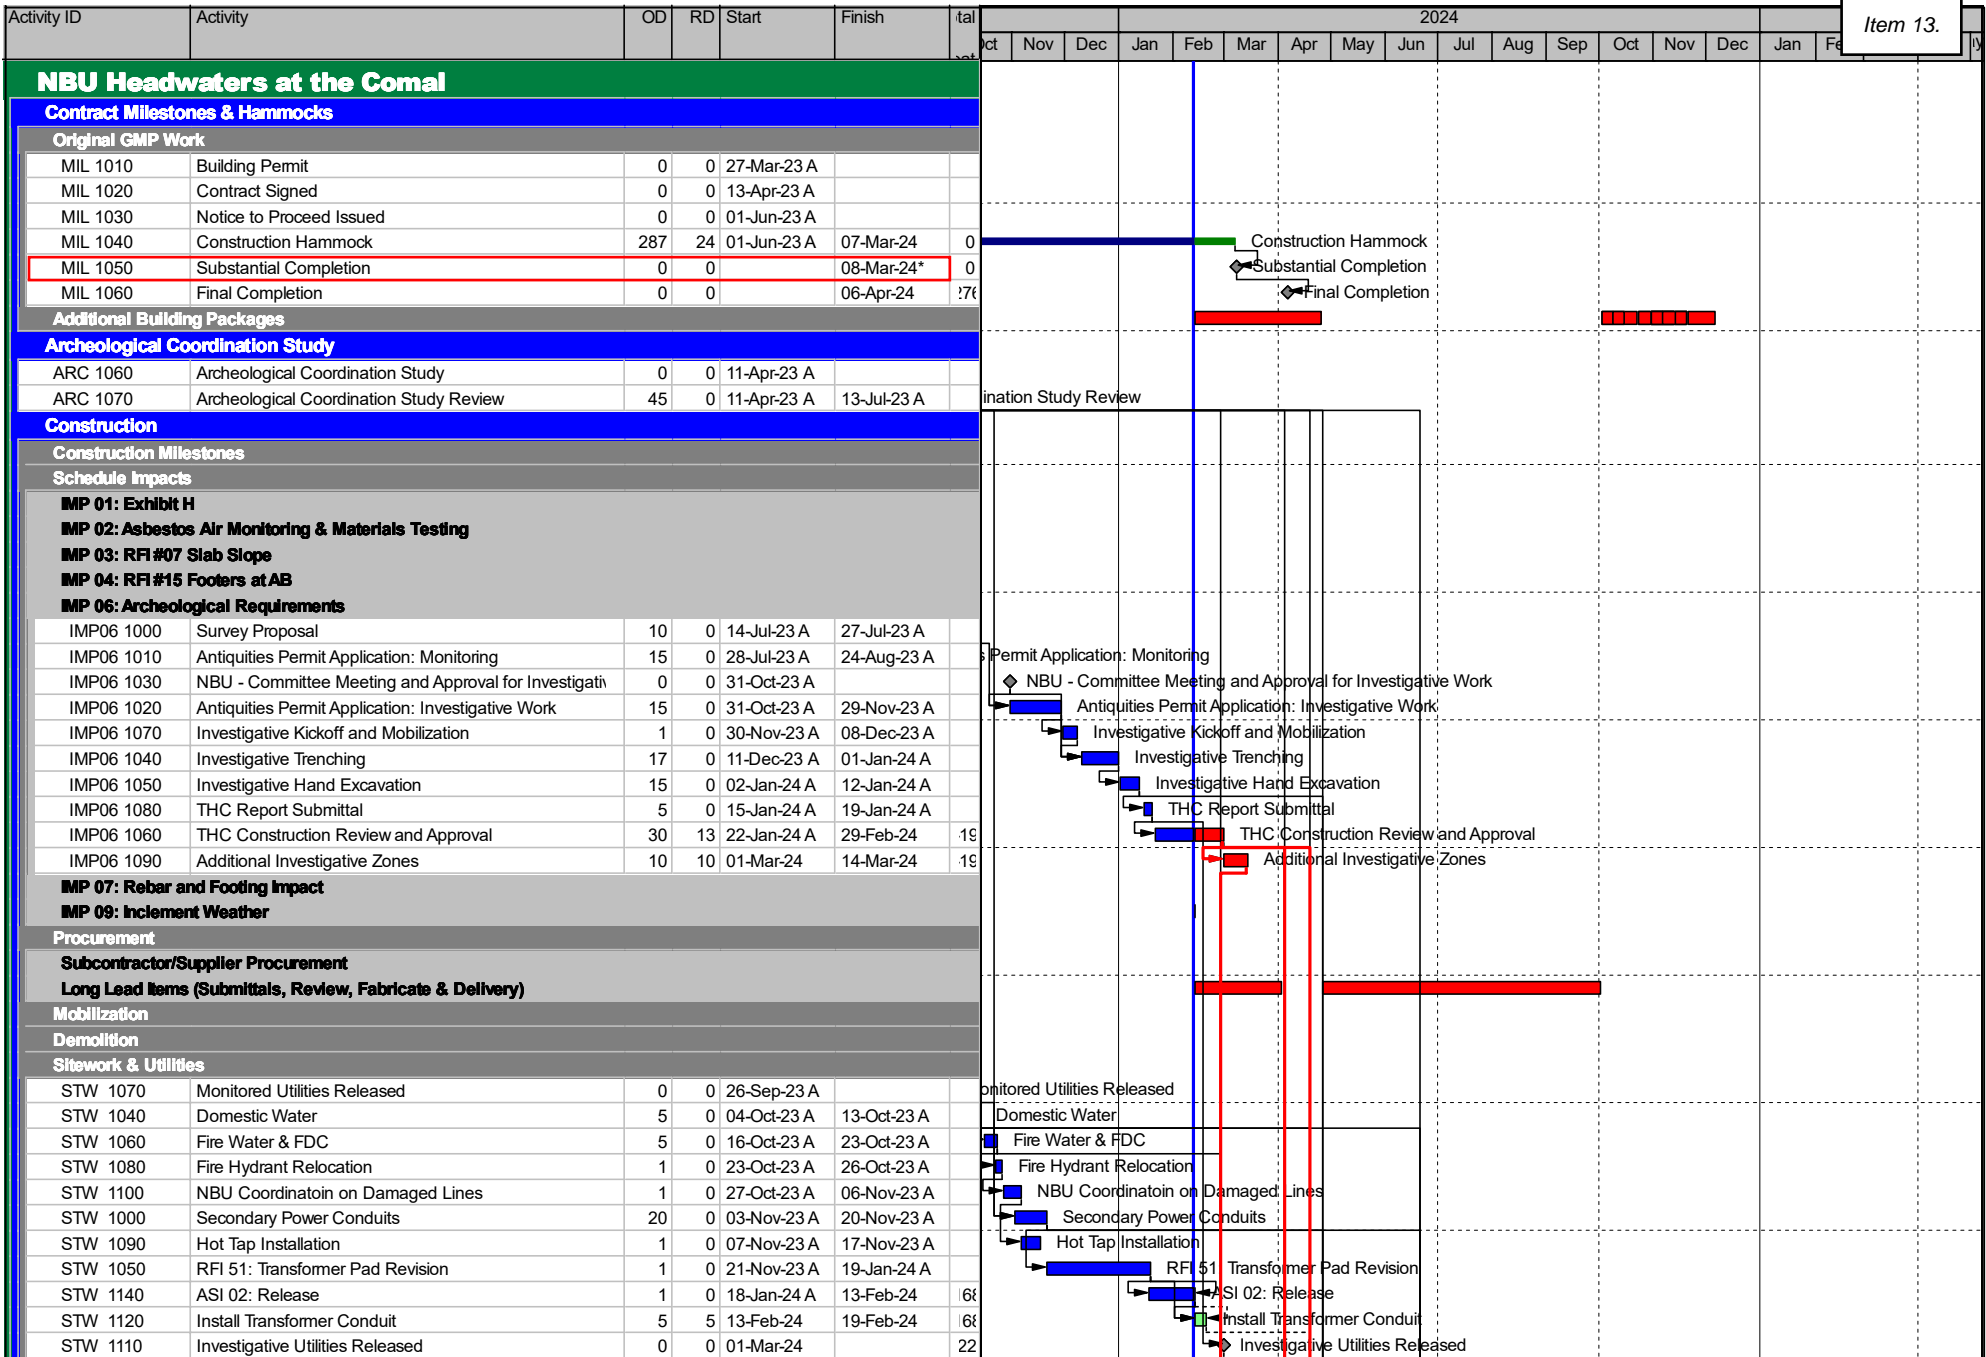 Item 13.
Activity ID Activity OD RD Start Finish 2024
Nov Dec Jan Feb Mar Apr May Jun Jul Aug Sep Oct Nov Dec Jan
NBU Headwaters at the Comal
Contract Milestones & Hammocks
Original GMP Work
MIL 1010 Building Permit 0 0 27-Mar-23 A
MIL 1020 Contract Signed 0 0 13-Apr-23 A
MIL 1030 Notice to Proceed Issued 0 0 01-Jun-23 A
MIL 1040 Construction Hammock 287 24 01-Jun-23 A 07-Mar-24 0 Construction Hammock
MIL 1050 Substantial Completion 0 0 08-Mar-24* 0 Substantial Completion
MIL 1060 Final Completion 0 0 06-Apr-24 276 Final Completion
Additional Building Packages
Archeological Coordination Study
ARC 1060 Archeological Coordination Study 0 0 11-Apr-23 A
ARC 1070 Archeological Coordination Study Review 45 0 11-Apr-23 A 13-Jul-23 A ination Study Review
Construction
Construction Milestones
Schedule Impacts
IMP 01: Exhibit H
IMP 02: Asbestos Air Monitoring & Materials Testing
IMP 03: RFI #07 Slab Slope
IMP 04: RFI #15 Footers at AB
IMP 06: Archeological Requirements
IMP06 1000 Survey Proposal 10 0 14-Jul-23 A 27-Jul-23 A
IMP06 1010 Antiquities Permit Application: Monitoring 15 0 28-Jul-23 A 24-Aug-23 A s Permit Application: Monitoring
IMP06 1030 NBU - Committee Meeting and Approval for Investigativ 0 0 31-Oct-23 A NBU - Committee Meeting and Approval for Investigative Work
IMP06 1020 Antiquities Permit Application: Investigative Work 15 0 31-Oct-23 A 29-Nov-23 A Antiquities Permit Application: Investigative Work
IMP06 1070 Investigative Kickoff and Mobilization 1 0 30-Nov-23 A 08-Dec-23 A Investigative Kickoff and Mobilization
IMP06 1040 Investigative Trenching 17 0 11-Dec-23 A 01-Jan-24 A Investigative Trenching
IMP06 1050 Investigative Hand Excavation 15 0 02-Jan-24 A 12-Jan-24 A Investigative Hand Excavation
IMP06 1080 THC Report Submittal 5 0 15-Jan-24 A 19-Jan-24 A THC Report Submittal
IMP06 1060 THC Construction Review and Approval 30 13 22-Jan-24 A 29-Feb-24 19 THC Construction Review and Approval
IMP06 1090 Additional Investigative Zones 10 10 01-Mar-24 14-Mar-24 19 Additional Investigative Zones
IMP 07: Rebar and Footing Impact
IMP 09: Inclement Weather
Procurement
Subcontractor/Supplier Procurement
Long Lead Items (Submittals, Review, Fabricate & Delivery)
Mobilization
Demolition
Sitework & Utilities
STW 1070 Monitored Utilities Released 0 0 26-Sep-23 A onitored Utilities Released
STW 1040 Domestic Water 5 0 04-Oct-23 A 13-Oct-23 A Domestic Water
STW 1060 Fire Water & FDC 5 0 16-Oct-23 A 23-Oct-23 A Fire Water & FDC
STW 1080 Fire Hydrant Relocation 1 0 23-Oct-23 A 26-Oct-23 A Fire Hydrant Relocation
STW 1100 NBU Coordinatoin on Damaged Lines 1 0 27-Oct-23 A 06-Nov-23 A NBU Coordinatoin on Damaged Lines
STW 1000 Secondary Power Conduits 20 0 03-Nov-23 A 20-Nov-23 A Secondary Power Conduits
STW 1090 Hot Tap Installation 1 0 07-Nov-23 A 17-Nov-23 A Hot Tap Installation
STW 1050 RFI 51: Transformer Pad Revision 1 0 21-Nov-23 A 19-Jan-24 A RFI 51: Transformer Pad Revision
STW 1140 ASI 02: Release 1 0 18-Jan-24 A 13-Feb-24 68 ASI 02: Release
STW 1120 Install Transformer Conduit 5 5 13-Feb-24 19-Feb-24 68 Install Transformer Conduit
STW 1110 Investigative Utilities Released 0 0 01-Mar-24 22 Investigative Utilities Released